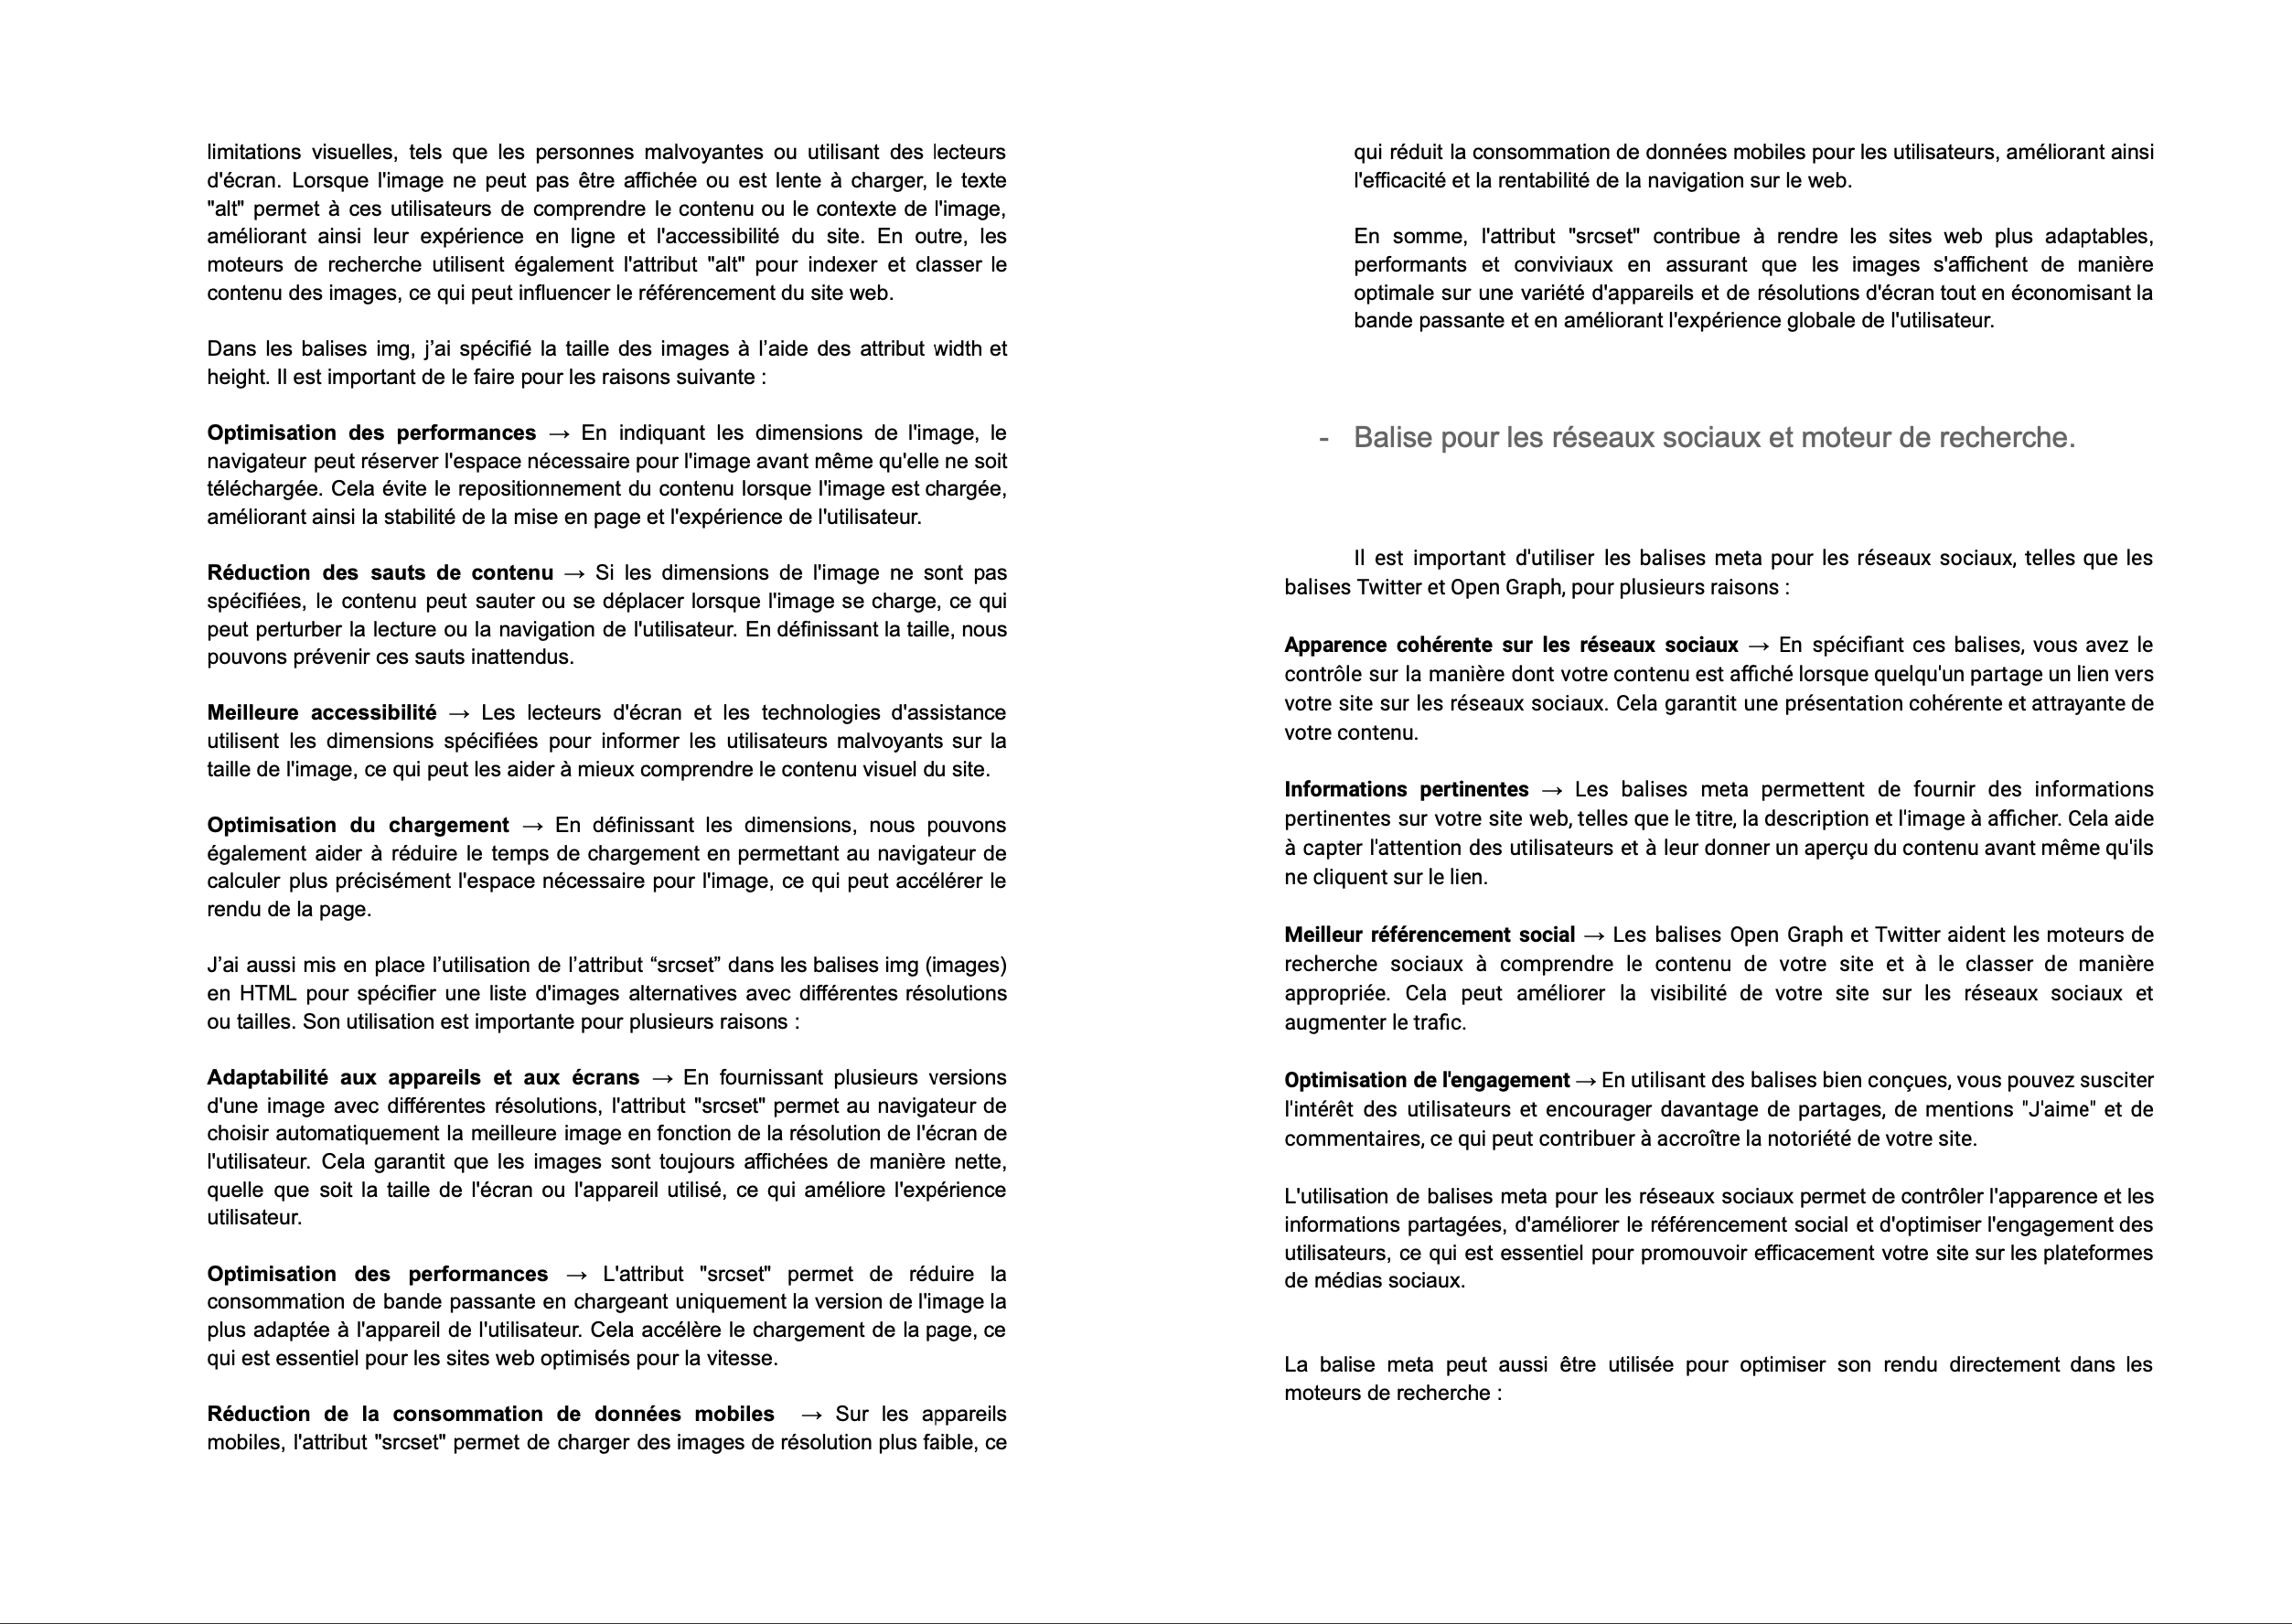 limitations visuelles, tels que les personnes malvoyantes ou utilisant des lecteurs
d'écran. Lorsque l'image ne peut pas être affichée ou est lente à charger, le texte
"alt" permet à ces utilisateurs de comprendre le contenu ou le contexte de l'image,
améliorant ainsi leur expérience en ligne et l'accessibilité du site. En outre, les
moteurs de recherche utilisent également l'attribut "alt" pour indexer et classer le
contenu des images, ce qui peut influencer le référencement du site web.
Dans les balises img, j’ai spécifié la taille des images à l’aide des attribut width et
height. Il est important de le faire pour les raisons suivante :
Optimisation des performances → En indiquant les dimensions de l'image, le
navigateur peut réserver l'espace nécessaire pour l'image avant même qu'elle ne soit
téléchargée. Cela évite le repositionnement du contenu lorsque l'image est chargée,
améliorant ainsi la stabilité de la mise en page et l'expérience de l'utilisateur.
Réduction des sauts de contenu → Si les dimensions de l'image ne sont pas
spécifiées, le contenu peut sauter ou se déplacer lorsque l'image se charge, ce qui
peut perturber la lecture ou la navigation de l'utilisateur. En définissant la taille, nous
pouvons prévenir ces sauts inattendus.
Meilleure accessibilité → Les lecteurs d'écran et les technologies d'assistance
utilisent les dimensions spécifiées pour informer les utilisateurs malvoyants sur la
taille de l'image, ce qui peut les aider à mieux comprendre le contenu visuel du site.
Optimisation du chargement → En définissant les dimensions, nous pouvons
également aider à réduire le temps de chargement en permettant au navigateur de
calculer plus précisément l'espace nécessaire pour l'image, ce qui peut accélérer le
rendu de la page.
J’ai aussi mis en place l’utilisation de l’attribut “srcset” dans les balises img (images)
en HTML pour spécifier une liste d'images alternatives avec différentes résolutions
ou tailles. Son utilisation est importante pour plusieurs raisons :
Adaptabilité aux appareils et aux écrans → En fournissant plusieurs versions
d'une image avec différentes résolutions, l'attribut "srcset" permet au navigateur de
choisir automatiquement la meilleure image en fonction de la résolution de l'écran de
l'utilisateur. Cela garantit que les images sont toujours affichées de manière nette,
quelle que soit la taille de l'écran ou l'appareil utilisé, ce qui améliore l'expérience
utilisateur.
Optimisation des performances → L'attribut "srcset" permet de réduire la
consommation de bande passante en chargeant uniquement la version de l'image la
plus adaptée à l'appareil de l'utilisateur. Cela accélère le chargement de la page, ce
qui est essentiel pour les sites web optimisés pour la vitesse.
Réduction de la consommation de données mobiles → Sur les appareils
mobiles, l'attribut "srcset" permet de charger des images de résolution plus faible, ce
qui réduit la consommation de données mobiles pour les utilisateurs, améliorant ainsi
l'efficacité et la rentabilité de la navigation sur le web.
En somme, l'attribut "srcset" contribue à rendre les sites web plus adaptables,
performants et conviviaux en assurant que les images s'affichent de manière
optimale sur une variété d'appareils et de résolutions d'écran tout en économisant la
bande passante et en améliorant l'expérience globale de l'utilisateur.
- Balise pour les réseaux sociaux et moteur de recherche.
Il est important d'utiliser les balises meta pour les réseaux sociaux, telles que les
balises Twitter et Open Graph, pour plusieurs raisons :
Apparence cohérente sur les réseaux sociaux → En spécifiant ces balises, vous avez le
contrôle sur la manière dont votre contenu est affiché lorsque quelqu'un partage un lien vers
votre site sur les réseaux sociaux. Cela garantit une présentation cohérente et attrayante de
votre contenu.
Informations pertinentes → Les balises meta permettent de fournir des informations
pertinentes sur votre site web, telles que le titre, la description et l'image à afficher. Cela aide
à capter l'attention des utilisateurs et à leur donner un aperçu du contenu avant même qu'ils
ne cliquent sur le lien.
Meilleur référencement social → Les balises Open Graph et Twitter aident les moteurs de
recherche sociaux à comprendre le contenu de votre site et à le classer de manière
appropriée. Cela peut améliorer la visibilité de votre site sur les réseaux sociaux et
augmenter le trafic.
Optimisation de l'engagement → En utilisant des balises bien conçues, vous pouvez susciter
l'intérêt des utilisateurs et encourager davantage de partages, de mentions "J'aime" et de
commentaires, ce qui peut contribuer à accroître la notoriété de votre site.
L'utilisation de balises meta pour les réseaux sociaux permet de contrôler l'apparence et les
informations partagées, d'améliorer le référencement social et d'optimiser l'engagement des
utilisateurs, ce qui est essentiel pour promouvoir efficacement votre site sur les plateformes
de médias sociaux.
La balise meta peut aussi être utilisée pour optimiser son rendu directement dans les
moteurs de recherche :